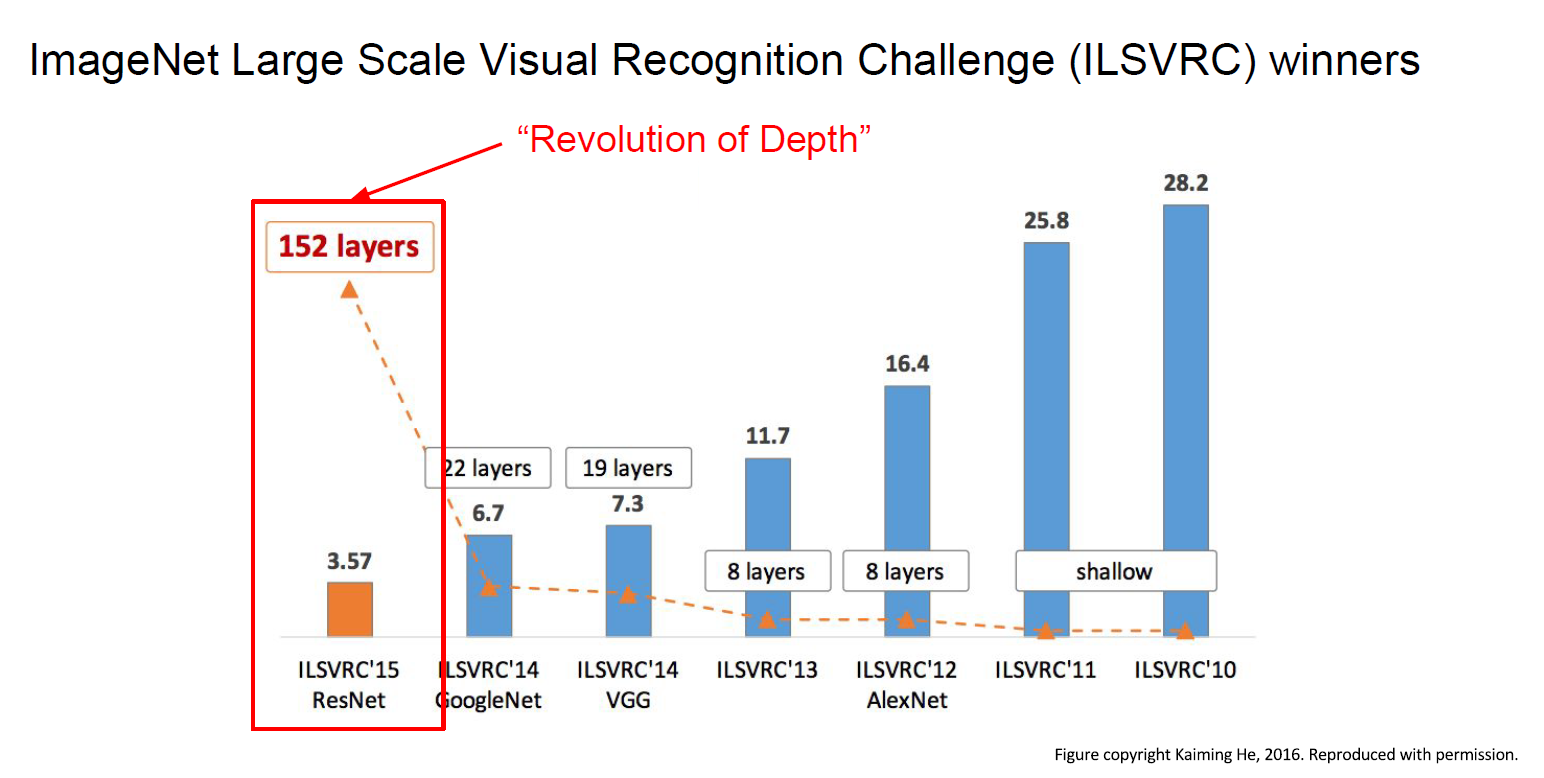 ImageNet Large Scale Visual Recognition Challenge (ILSVRC) winners
“Revolution of Depth”
152 layers
28.2
25.8
16.4
11.7
22 layers
19 layers
6.7
7.3
3.57
8 layers
8 layers
shallow
ILSVRC'15
ResNet
ILSVRC'14
GoogleNet
ILSVRC'14
VGG
ILSVRC'13
ILSVRC'12
AlexNet
ILSVRC'11
ILSVRC'10
Figure copyright Kaiming He, 2016. Reproduced with permission.